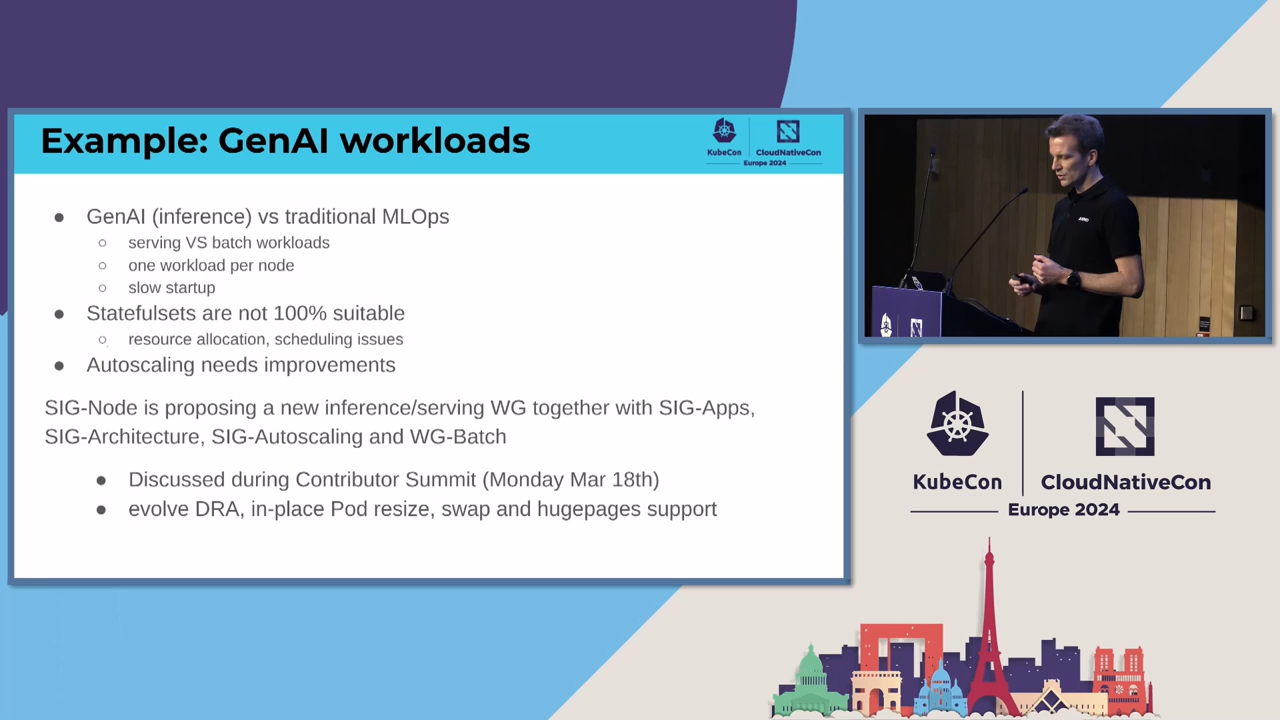 Example: GenAI workloads
KubeCon
CloudNativeCon
Europe 2024
● GenAI (inference) vs traditional MLOps
○ serving VS batch workloads
○ one workload per node
○ slow startup
● Statefulsets are not 100% suitable
○ resource allocation, scheduling issues
● Autoscaling needs improvements
SIG-Node is proposing a new inference/serving WG together with SIG-Apps,
SIG-Architecture, SIG-Autoscaling and WG-Batch
● Discussed during Contributor Summit (Monday Mar 18th)
● evolve DRA, in-place Pod resize, swap and hugepages support
KubeCon
CloudNativeCon
Europe 2024